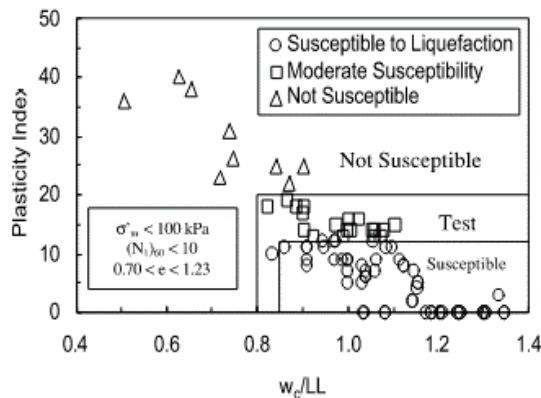 50
40
30
20
10
0
Plasticity Index
Susceptible to Liquefaction
Moderate Susceptibility
Not Susceptible
Not Susceptible
Test
Susceptible
σ'm < 100 kPa
(N1)60 < 10
0.70 < e < 1.23
0.4 0.6 0.8 1.0 1.2 1.4
wc/LL